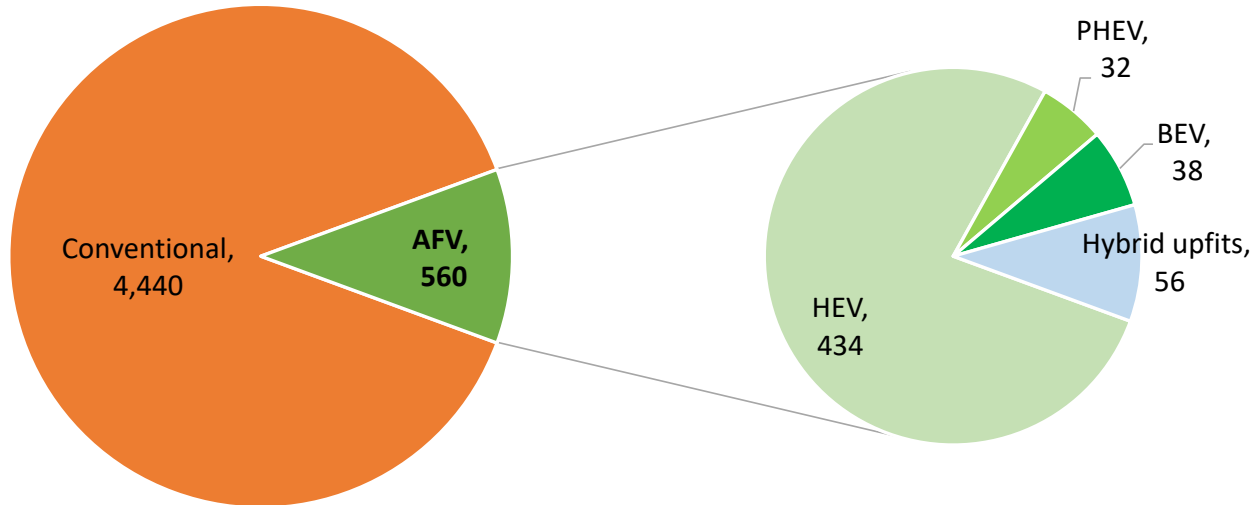 Conventional,
4,440
AFV,
560
HEV,
434
PHEV,
32
BEV,
38
Hybrid upfits,
56